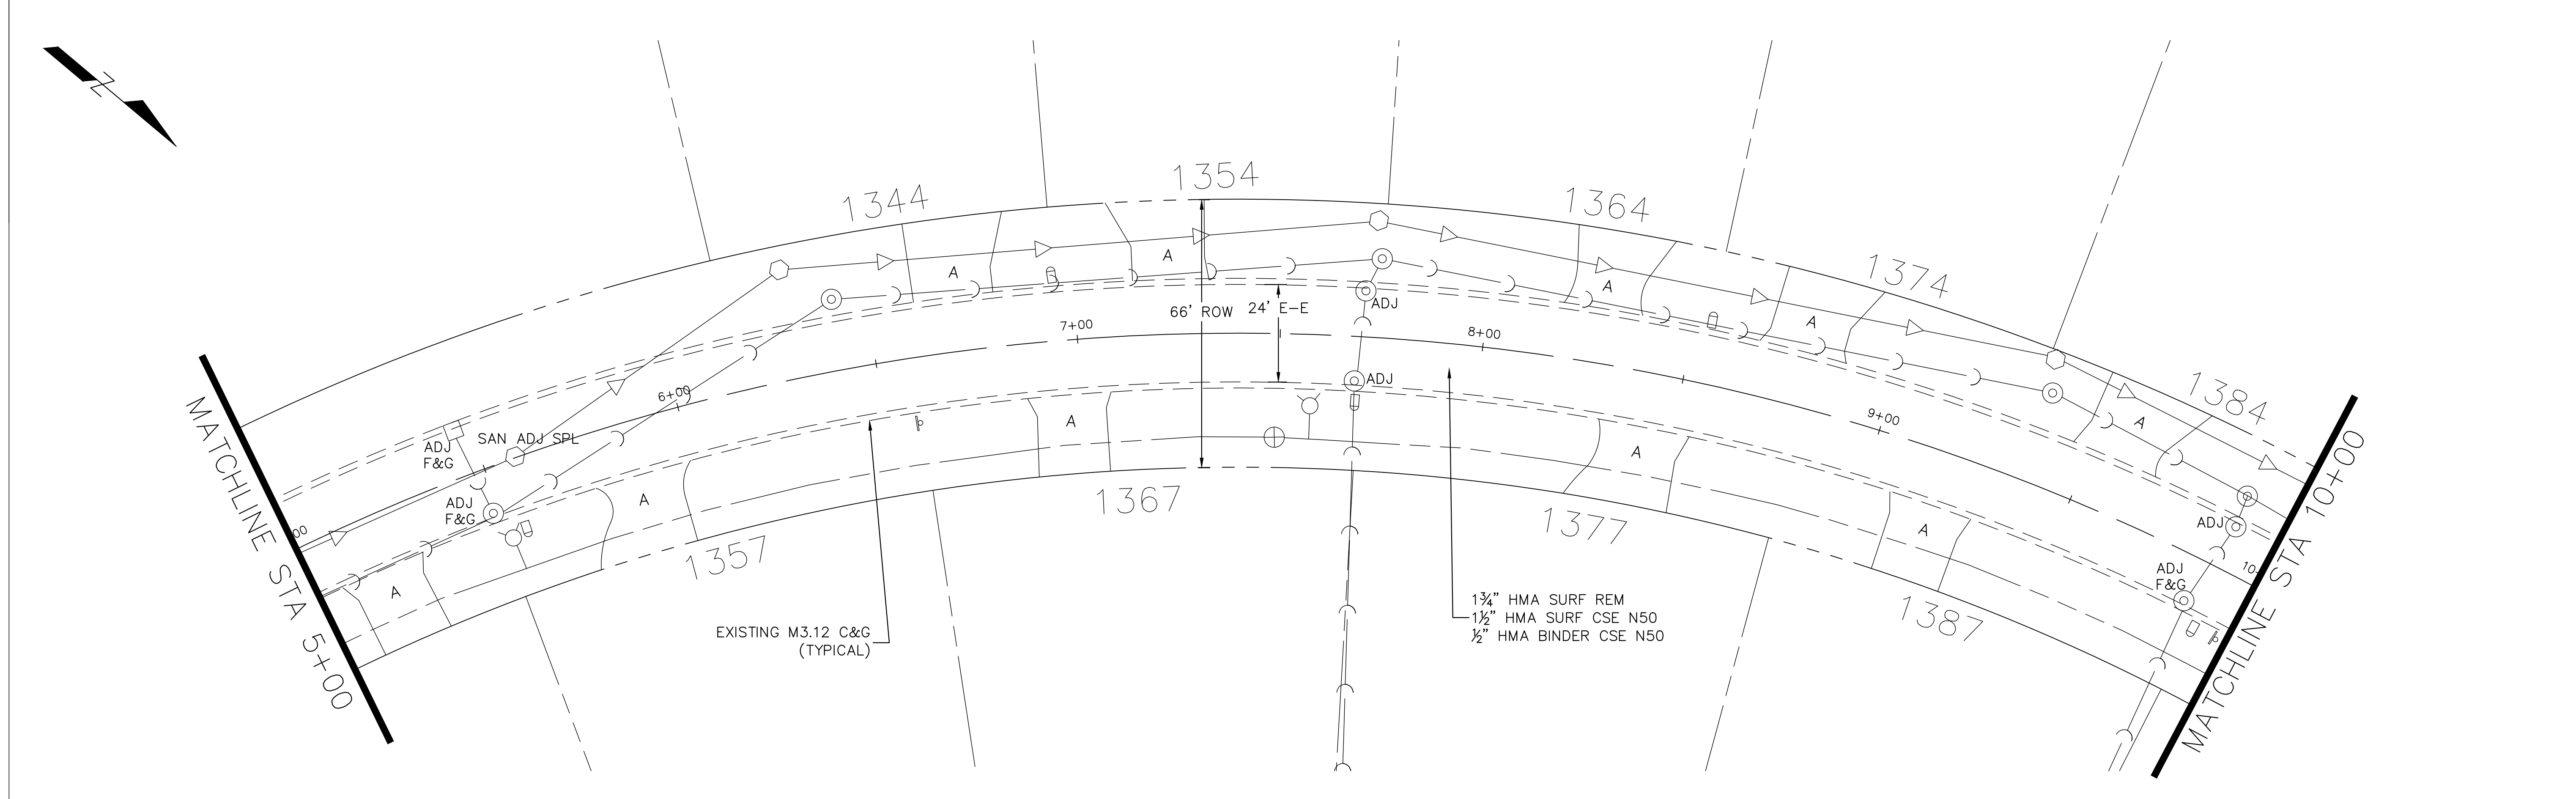 Z
1344
1354
1364
1374
1384
A
A
A
A
A
66' ROW
24' E-E
7+00
8+00
6+00
9+00
ADJ
ADJ
MATCHLINE STA 5+00
ADJ
F&G
SAN ADJ SPL
ADJ
F&G
00
A
A
A
A
A
1357
1367
1377
1387
ADJ
ADJ
F&G
10+
MATCHLINE STA 10+00
EXISTING M3.12 C&G
(TYPICAL)
1¾" HMA SURF REM
1½" HMA SURF CSE N50
½" HMA BINDER CSE N50